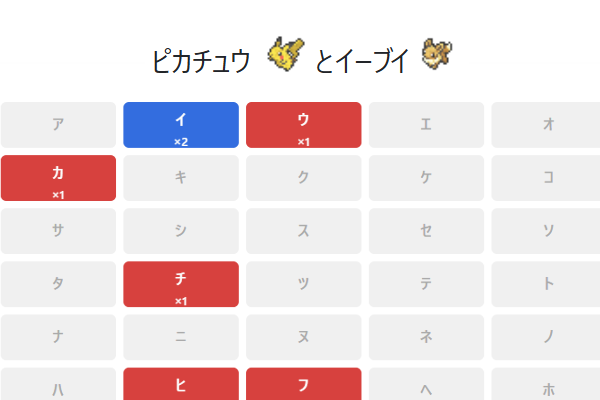 ピカチュウ とイーブイ
ア イ ウ エ オ
×2 ×1
カ キ ク ケ コ
×1
サ シ ス セ ソ
タ チ ツ テ ト
×1
ナ ニ ヌ ネ ノ
ハ ヒ フ ヘ ホ